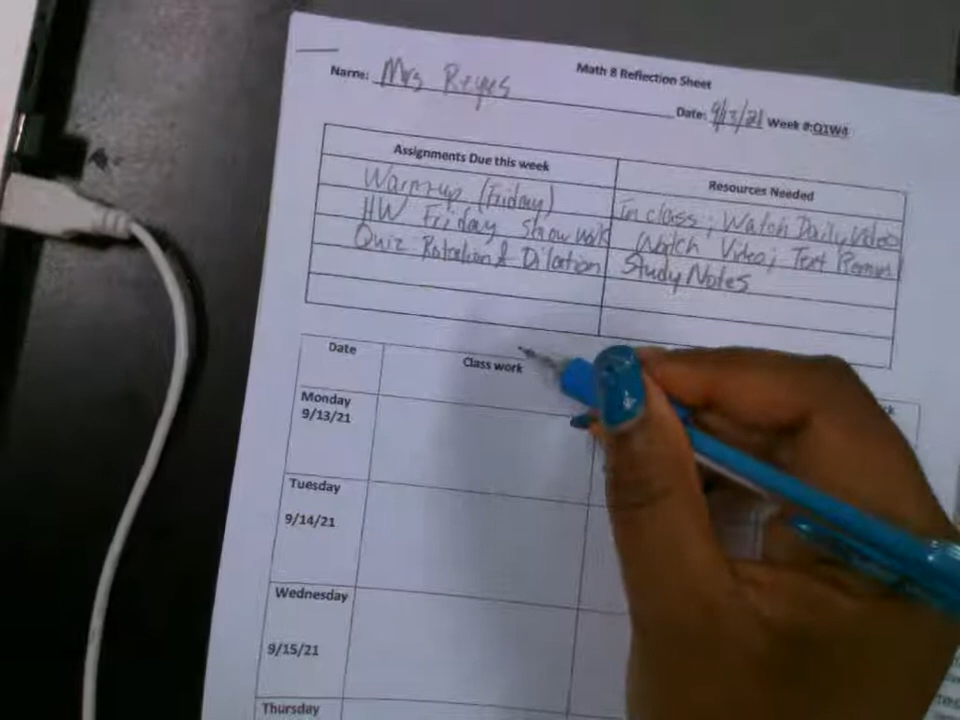 Math 8 Reflection Sheet
Name: Mrs Reyes Date: 9/13/21 Week #:Q1W4
Assignments Due this week Resources Needed
Warm-up (Friday) in class; Watch Daily Video
HW Friday Show work Watch Video; Text
Quiz Rotation & Dilation Study Notes
Date Class work
Monday
9/13/21
Tuesday
9/14/21
Wednesday
9/15/21
Thursday